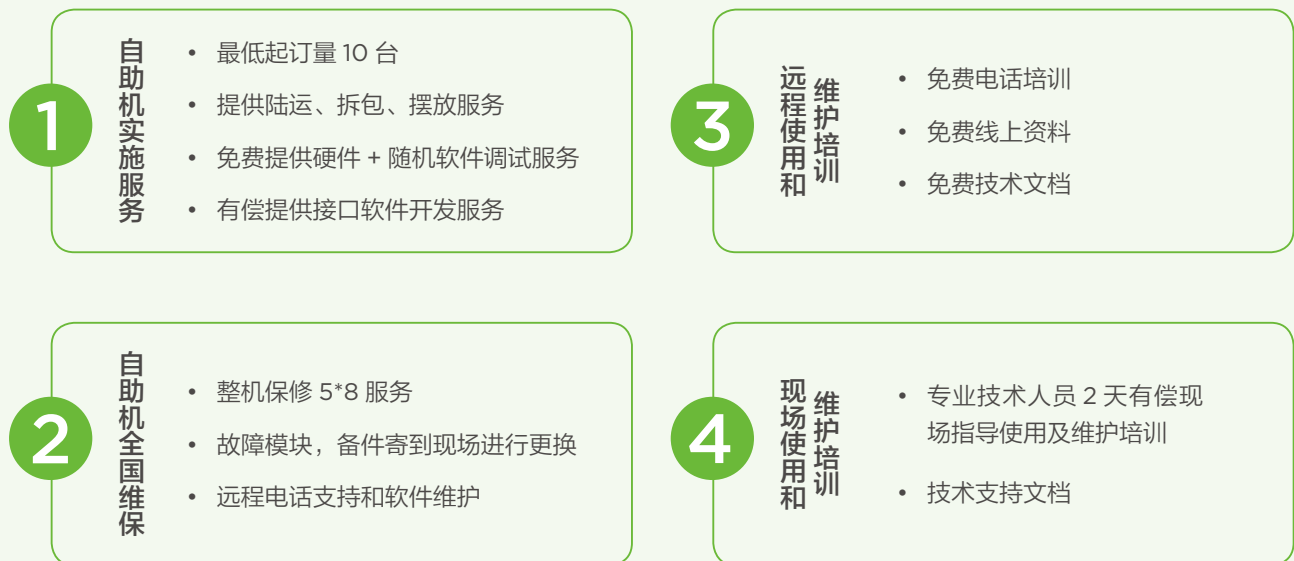 1
自助机实施服务
• 最低起订量 10 台
• 提供陆运、拆包、摆放服务
• 免费提供硬件 + 随机软件调试服务
• 有偿提供接口软件开发服务
2
自助机全国维保
• 整机保修 5*8 服务
• 故障模块，备件寄到现场进行更换
• 远程电话支持和软件维护
3
远程使用和
维护培训
• 免费电话培训
• 免费线上资料
• 免费技术文档
4
现场使用和
维护培训
• 专业技术人员 2 天有偿现
场指导使用及维护培训
• 技术支持文档